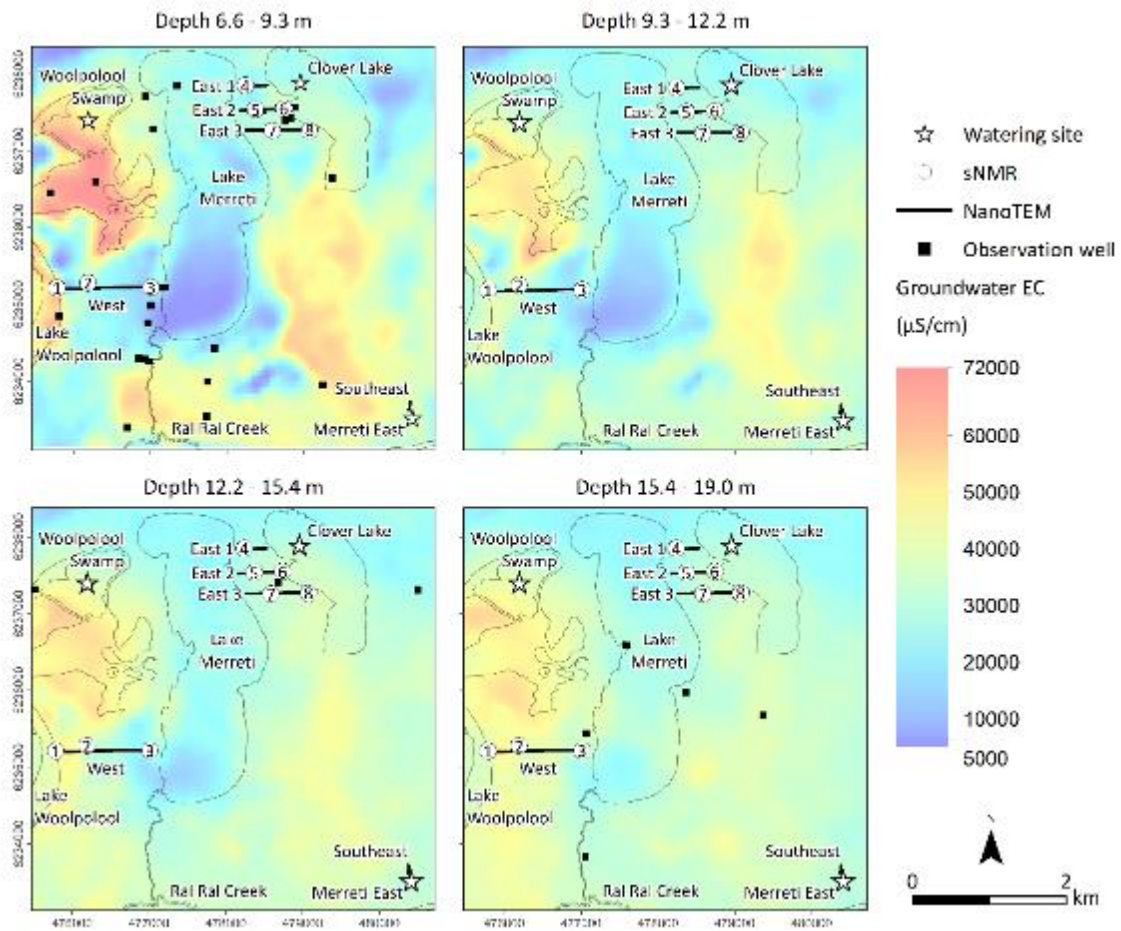 Depth 6.6 - 9.3 m
Depth 9.3 - 12.2 m
Woolpolool
Swamp
Clover Lake
East 1 4
East 2 5 6
East 3 7 8
Lake
Merreti
1 2 3
West
Lake
Woolpolool
Southeast
Ral Ral Creek
Merreti East
Woolpolool
Swamp
Clover Lake
East 1 4
East 2 5 6
East 3 7 8
Lake
Merreti
1 2 3
West
Lake
Woolpolool
Southeast
Ral Ral Creek
Merreti East
Watering site
sNMR
NanoTEM
Observation well
Groundwater EC
(µS/cm)
72000
60000
50000
40000
30000
20000
10000
5000
Depth 12.2 - 15.4 m
Depth 15.4 - 19.0 m
Woolpolool
Swamp
Clover Lake
East 1 4
East 2 5 6
East 3 7 8
Lake
Merreti
1 2 3
West
Lake
Woolpolool
Southeast
Ral Ral Creek
Merreti East
Woolpolool
Swamp
Clover Lake
East 1 4
East 2 5 6
East 3 7 8
Lake
Merreti
1 2 3
West
Lake
Woolpolool
Southeast
Ral Ral Creek
Merreti East
0 2
km